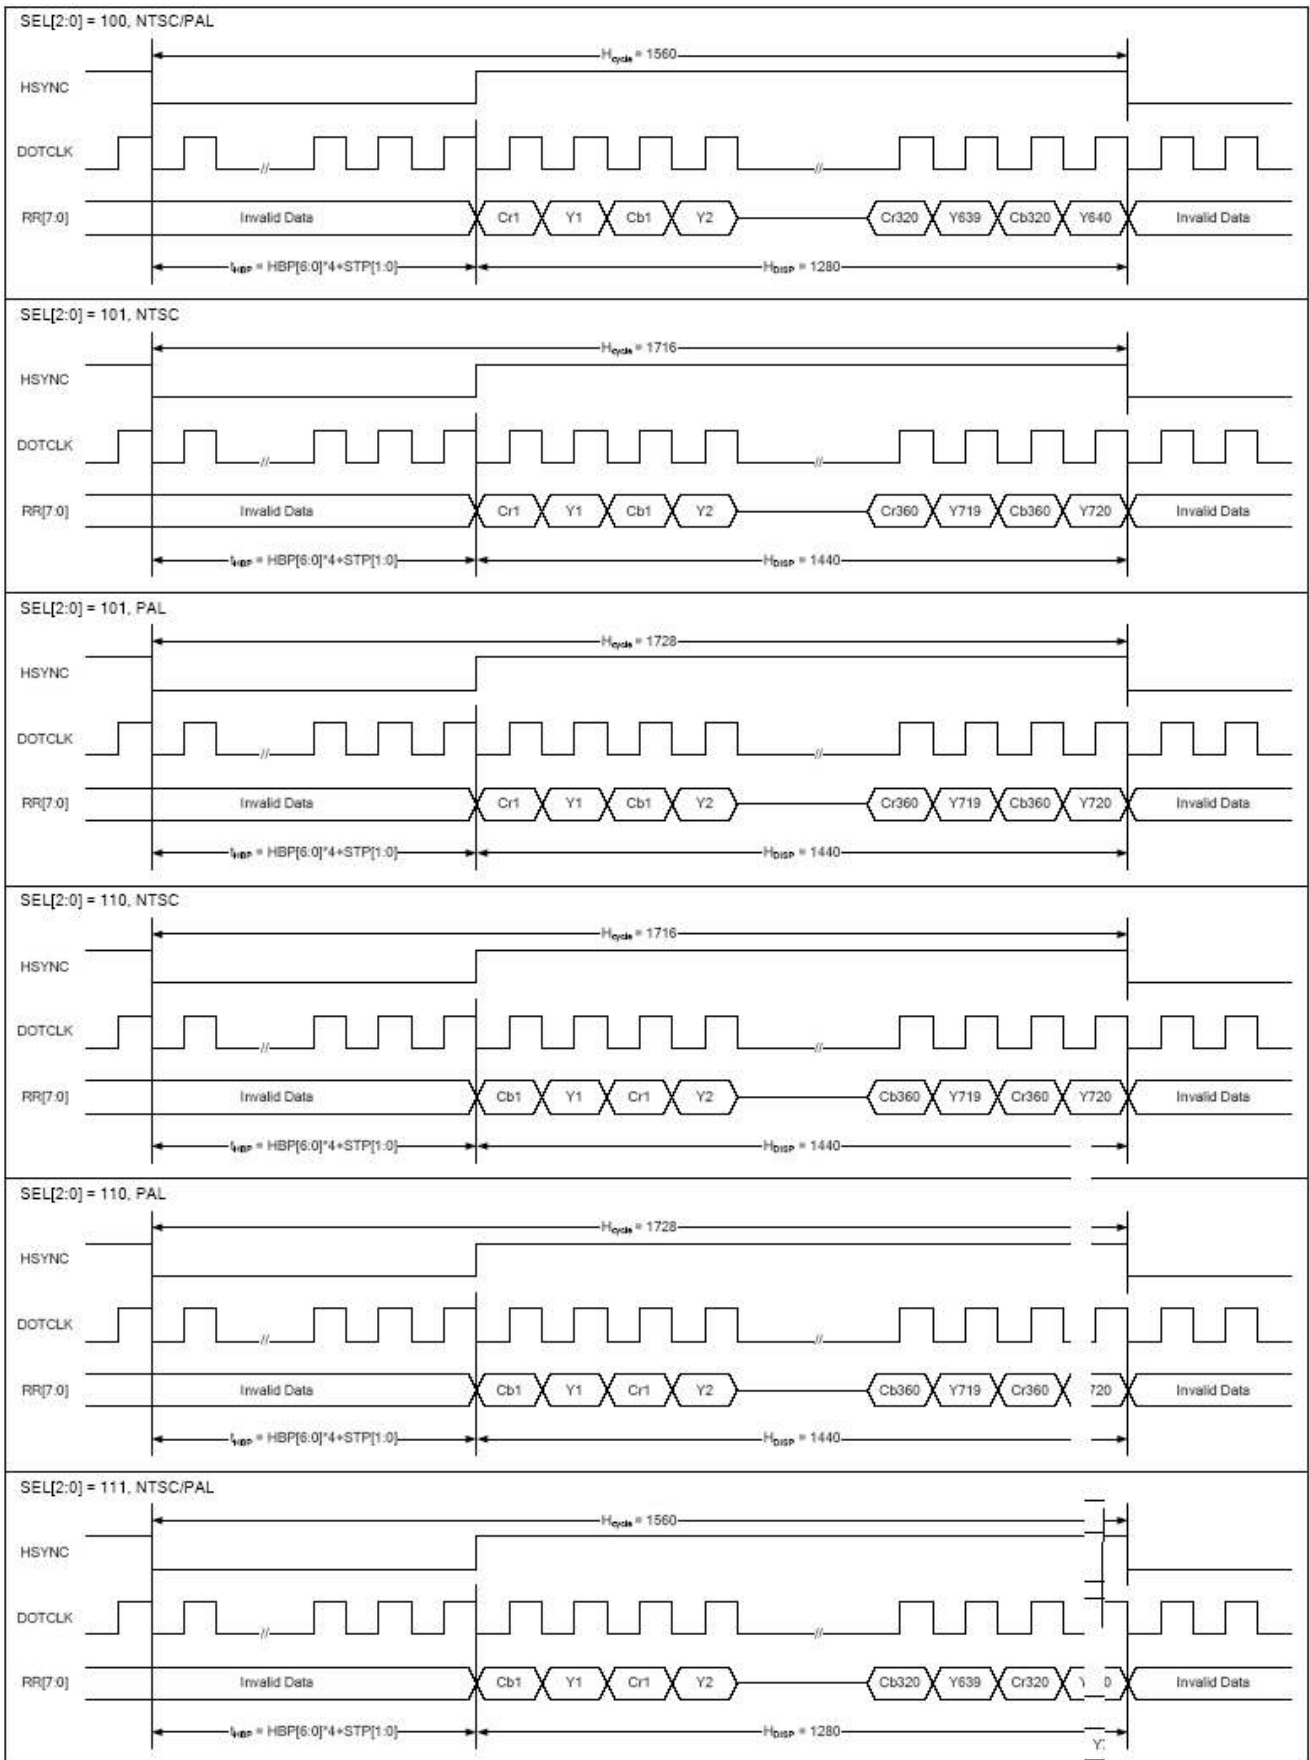 SEL[2:0] = 100, NTSC/PAL
Hcycle = 1560
HSYNC
DOTCLK
//
//
RR[7:0]
Invalid Data
Cr1
Y1
Cb1
Y2
Cr320
Y639
Cb320
Y640
Invalid Data
tHBP = HBP[6:0]*4+STP[1:0]
HDISP = 1280
SEL[2:0] = 101, NTSC
Hcycle = 1716
HSYNC
DOTCLK
//
//
RR[7:0]
Invalid Data
Cr1
Y1
Cb1
Y2
Cr360
Y719
Cb360
Y720
Invalid Data
tHBP = HBP[6:0]*4+STP[1:0]
HDISP = 1440
SEL[2:0] = 101, PAL
Hcycle = 1728
HSYNC
DOTCLK
//
//
RR[7:0]
Invalid Data
Cr1
Y1
Cb1
Y2
Cr360
Y719
Cb360
Y720
Invalid Data
tHBP = HBP[6:0]*4+STP[1:0]
HDISP = 1440
SEL[2:0] = 110, NTSC
Hcycle = 1716
HSYNC
DOTCLK
//
//
RR[7:0]
Invalid Data
Cb1
Y1
Cr1
Y2
Cb360
Y719
Cr360
Y720
Invalid Data
tHBP = HBP[6:0]*4+STP[1:0]
HDISP = 1440
SEL[2:0] = 110, PAL
Hcycle = 1728
HSYNC
DOTCLK
//
//
RR[7:0]
Invalid Data
Cb1
Y1
Cr1
Y2
Cb360
Y719
Cr360
720
Invalid Data
tHBP = HBP[6:0]*4+STP[1:0]
HDISP = 1440
SEL[2:0] = 111, NTSC/PAL
Hcycle = 1560
HSYNC
DOTCLK
//
//
RR[7:0]
Invalid Data
Cb1
Y1
Cr1
Y2
Cb320
Y639
Cr320
Invalid Data
tHBP = HBP[6:0]*4+STP[1:0]
HDISP = 1280